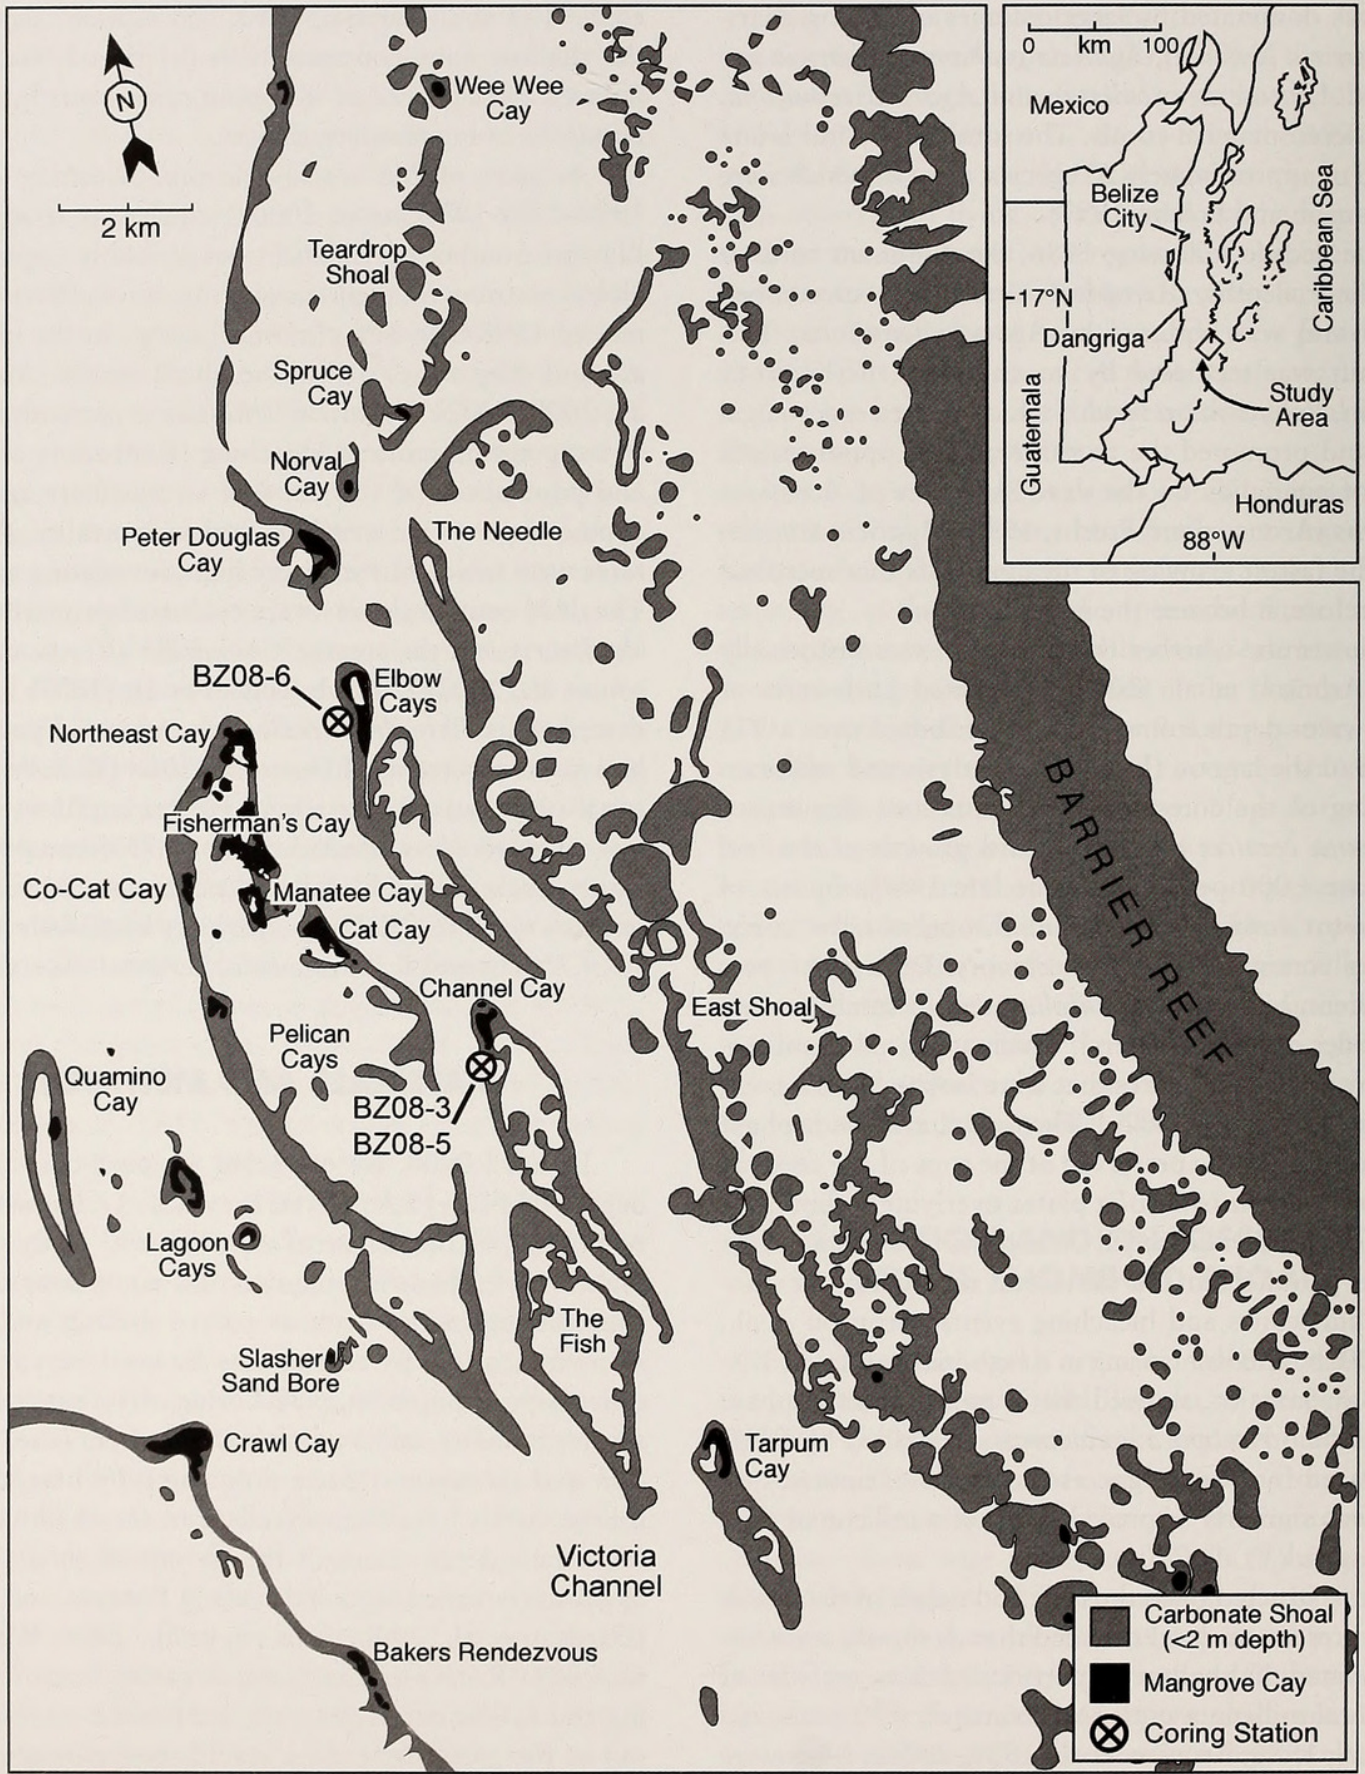 N
2 km
Wee Wee
Cay
Teardrop
Shoal
Spruce
Cay
Norval
Cay
The Needle
Peter Douglas
Cay
BZ08-6
Elbow
Cays
Northeast Cay
Fisherman's Cay
Co-Cat Cay
Manatee Cay
Cat Cay
Channel Cay
East Shoal
Pelican
Cays
Quamino
Cay
BZ08-3
BZ08-5
Lagoon
Cays
The
Fish
Slasher
Sand Bore
Crawl Cay
Tarpum
Cay
Victoria
Channel
Bakers Rendezvous
BARRIER REEF
0 km 100
Mexico
Belize
City
Caribbean Sea
17°N
Dangriga
Study
Area
Guatemala
Honduras
88°W
Carbonate Shoal
(<2 m depth)
Mangrove Cay
Coring Station